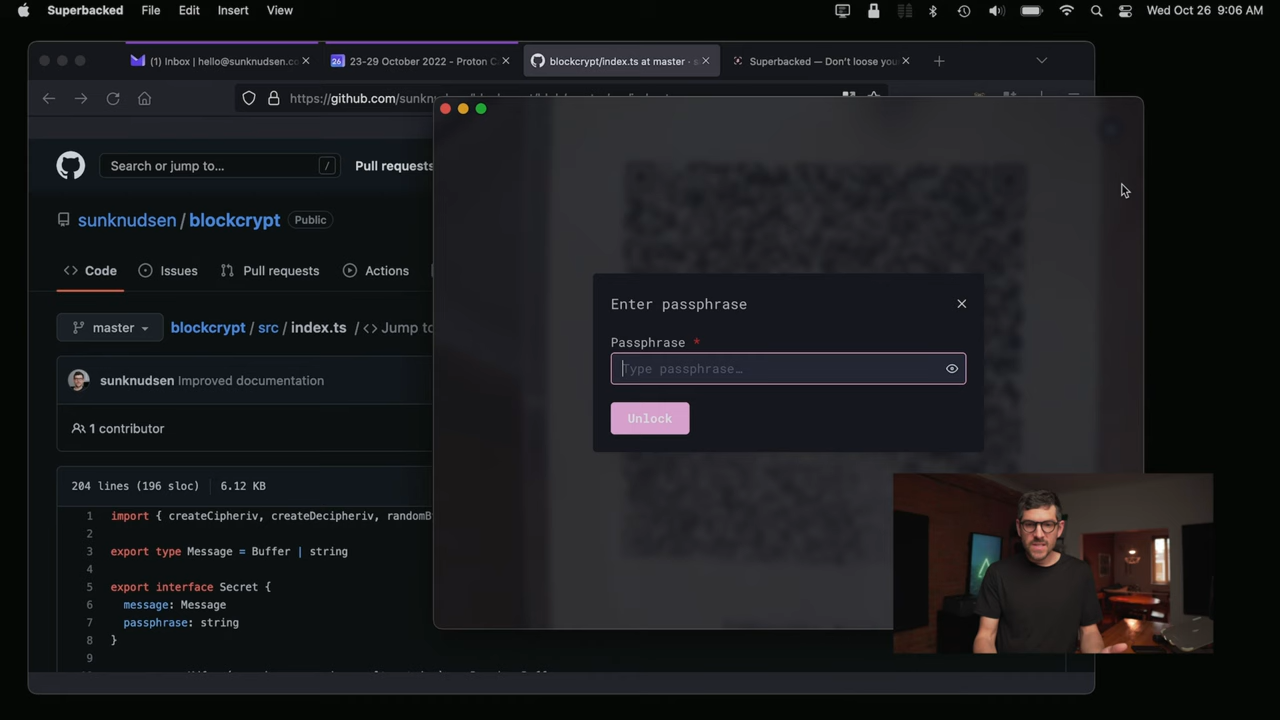 Superbacked File Edit Insert View Wed Oct 26 9:06 AM
(1) Inbox | hello@sunknudsen.co
26 23-29 October 2022 - Proton C
blockcrypt/index.ts at master · s
Superbacked — Don't loose your
https://github.com/sunkn
Search or jump to... /
Pull requests
sunknudsen / blockcrypt Public
Code Issues Pull requests Actions
master blockcrypt / src / index.ts / <> Jump to
sunknudsen Improved documentation
1 contributor
204 lines (196 sloc) 6.12 KB
1 import { createCipheriv, createDecipheriv, randomB
2
3 export type Message = Buffer | string
4
5 export interface Secret {
6 message: Message
7 passphrase: string
8 }
9
Enter passphrase
Passphrase *
Type passphrase…
Unlock